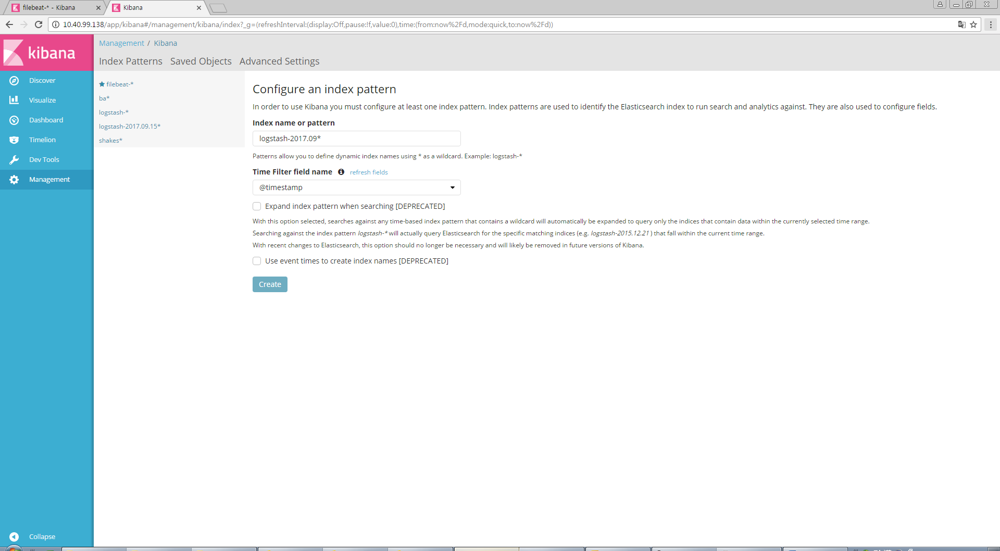 filebeat-* - Kibana
Kibana
10.40.99.138/app/kibana#/management/kibana/index?_g=(refreshInterval:(display:Off,pause:!f,value:0),time:(from:now%2Fd,mode:quick,to:now%2Fd))
kibana
Discover
Visualize
Dashboard
Timelion
Dev Tools
Management
Collapse
Management / Kibana
Index Patterns Saved Objects Advanced Settings
filebeat-*
ba*
logstash-*
logstash-2017.09.15*
shakes*
Configure an index pattern
In order to use Kibana you must configure at least one index pattern. Index patterns are used to identify the Elasticsearch index to run search and analytics against. They are also used to configure fields.
Index name or pattern
logstash-2017.09*
Patterns allow you to define dynamic index names using * as a wildcard. Example: logstash-*
Time Filter field name refresh fields
@timestamp
Expand index pattern when searching [DEPRECATED]
With this option selected, searches against any time-based index pattern that contains a wildcard will automatically be expanded to query only the indices that contain data within the currently selected time range.
Searching against the index pattern logstash-* will actually query Elasticsearch for the specific matching indices (e.g. logstash-2015.12.21 ) that fall within the current time range.
With recent changes to Elasticsearch, this option should no longer be necessary and will likely be removed in future versions of Kibana.
Use event times to create index names [DEPRECATED]
Create